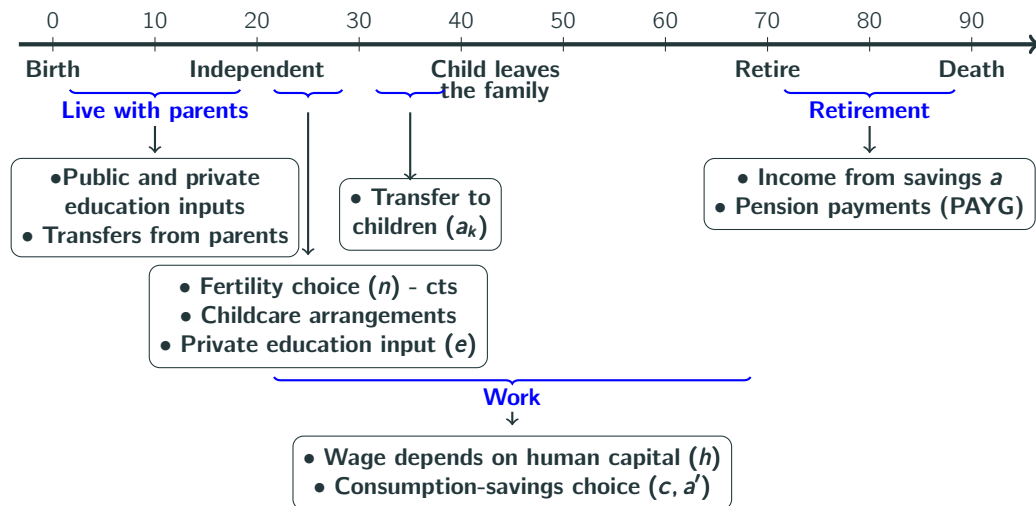 0 10 20 30 40 50 60 70 80 90
Birth Independent Child leaves Retire Death
the family
Live with parents Retirement
●Public and private
education inputs
● Transfers from parents
● Transfer to
children (aₖ)
● Income from savings a
● Pension payments (PAYG)
● Fertility choice (n) - cts
● Childcare arrangements
● Private education input (e)
Work
● Wage depends on human capital (h)
● Consumption-savings choice (c, a′)